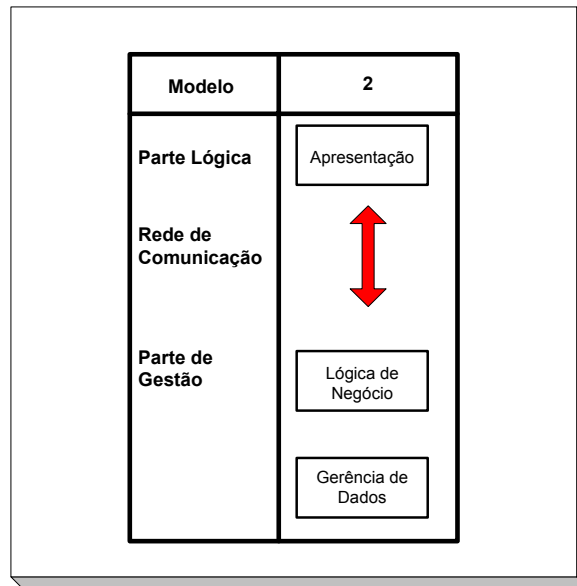 Modelo 2
Parte Lógica Apresentação
Rede de
Comunicação
Parte de
Gestão
Lógica de
Negócio
Gerência de
Dados